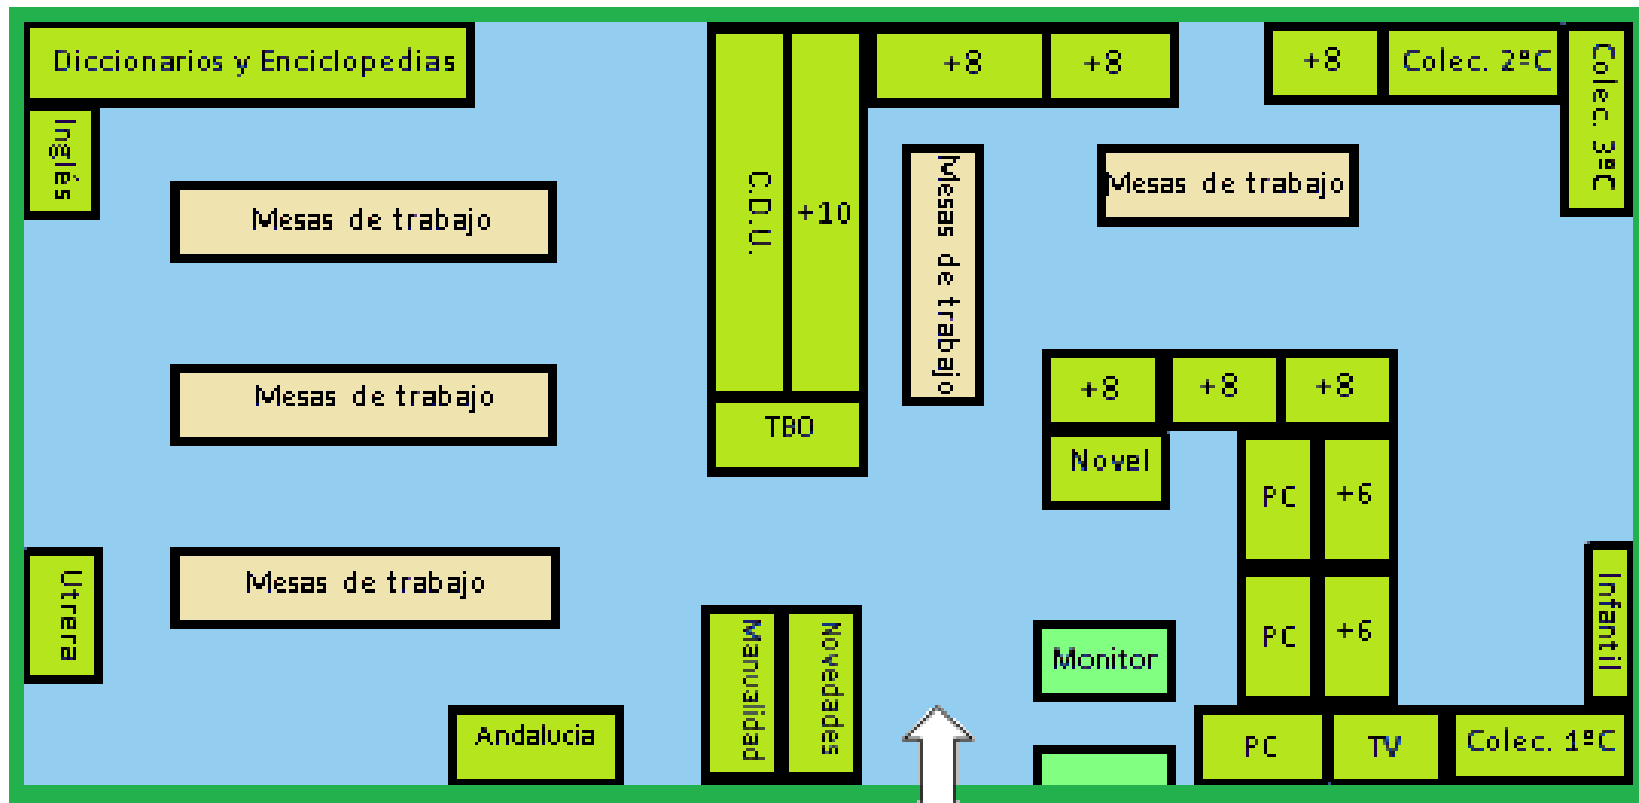 Diccionarios y Enciclopedias
Inglés
Mesas de trabajo
Mesas de trabajo
Mesas de trabajo
Utrera
Andalucia
C.D.U.
+10
TBO
Manualidad
Novedades
+8
+8
+8
Colec. 2ºC
Colec. 3ºC
Mesas de trabajo
Mesas de trabajo
+8
+8
+8
Novel
PC
+6
PC
+6
Monitor
Infantil
PC
TV
Colec. 1ºC